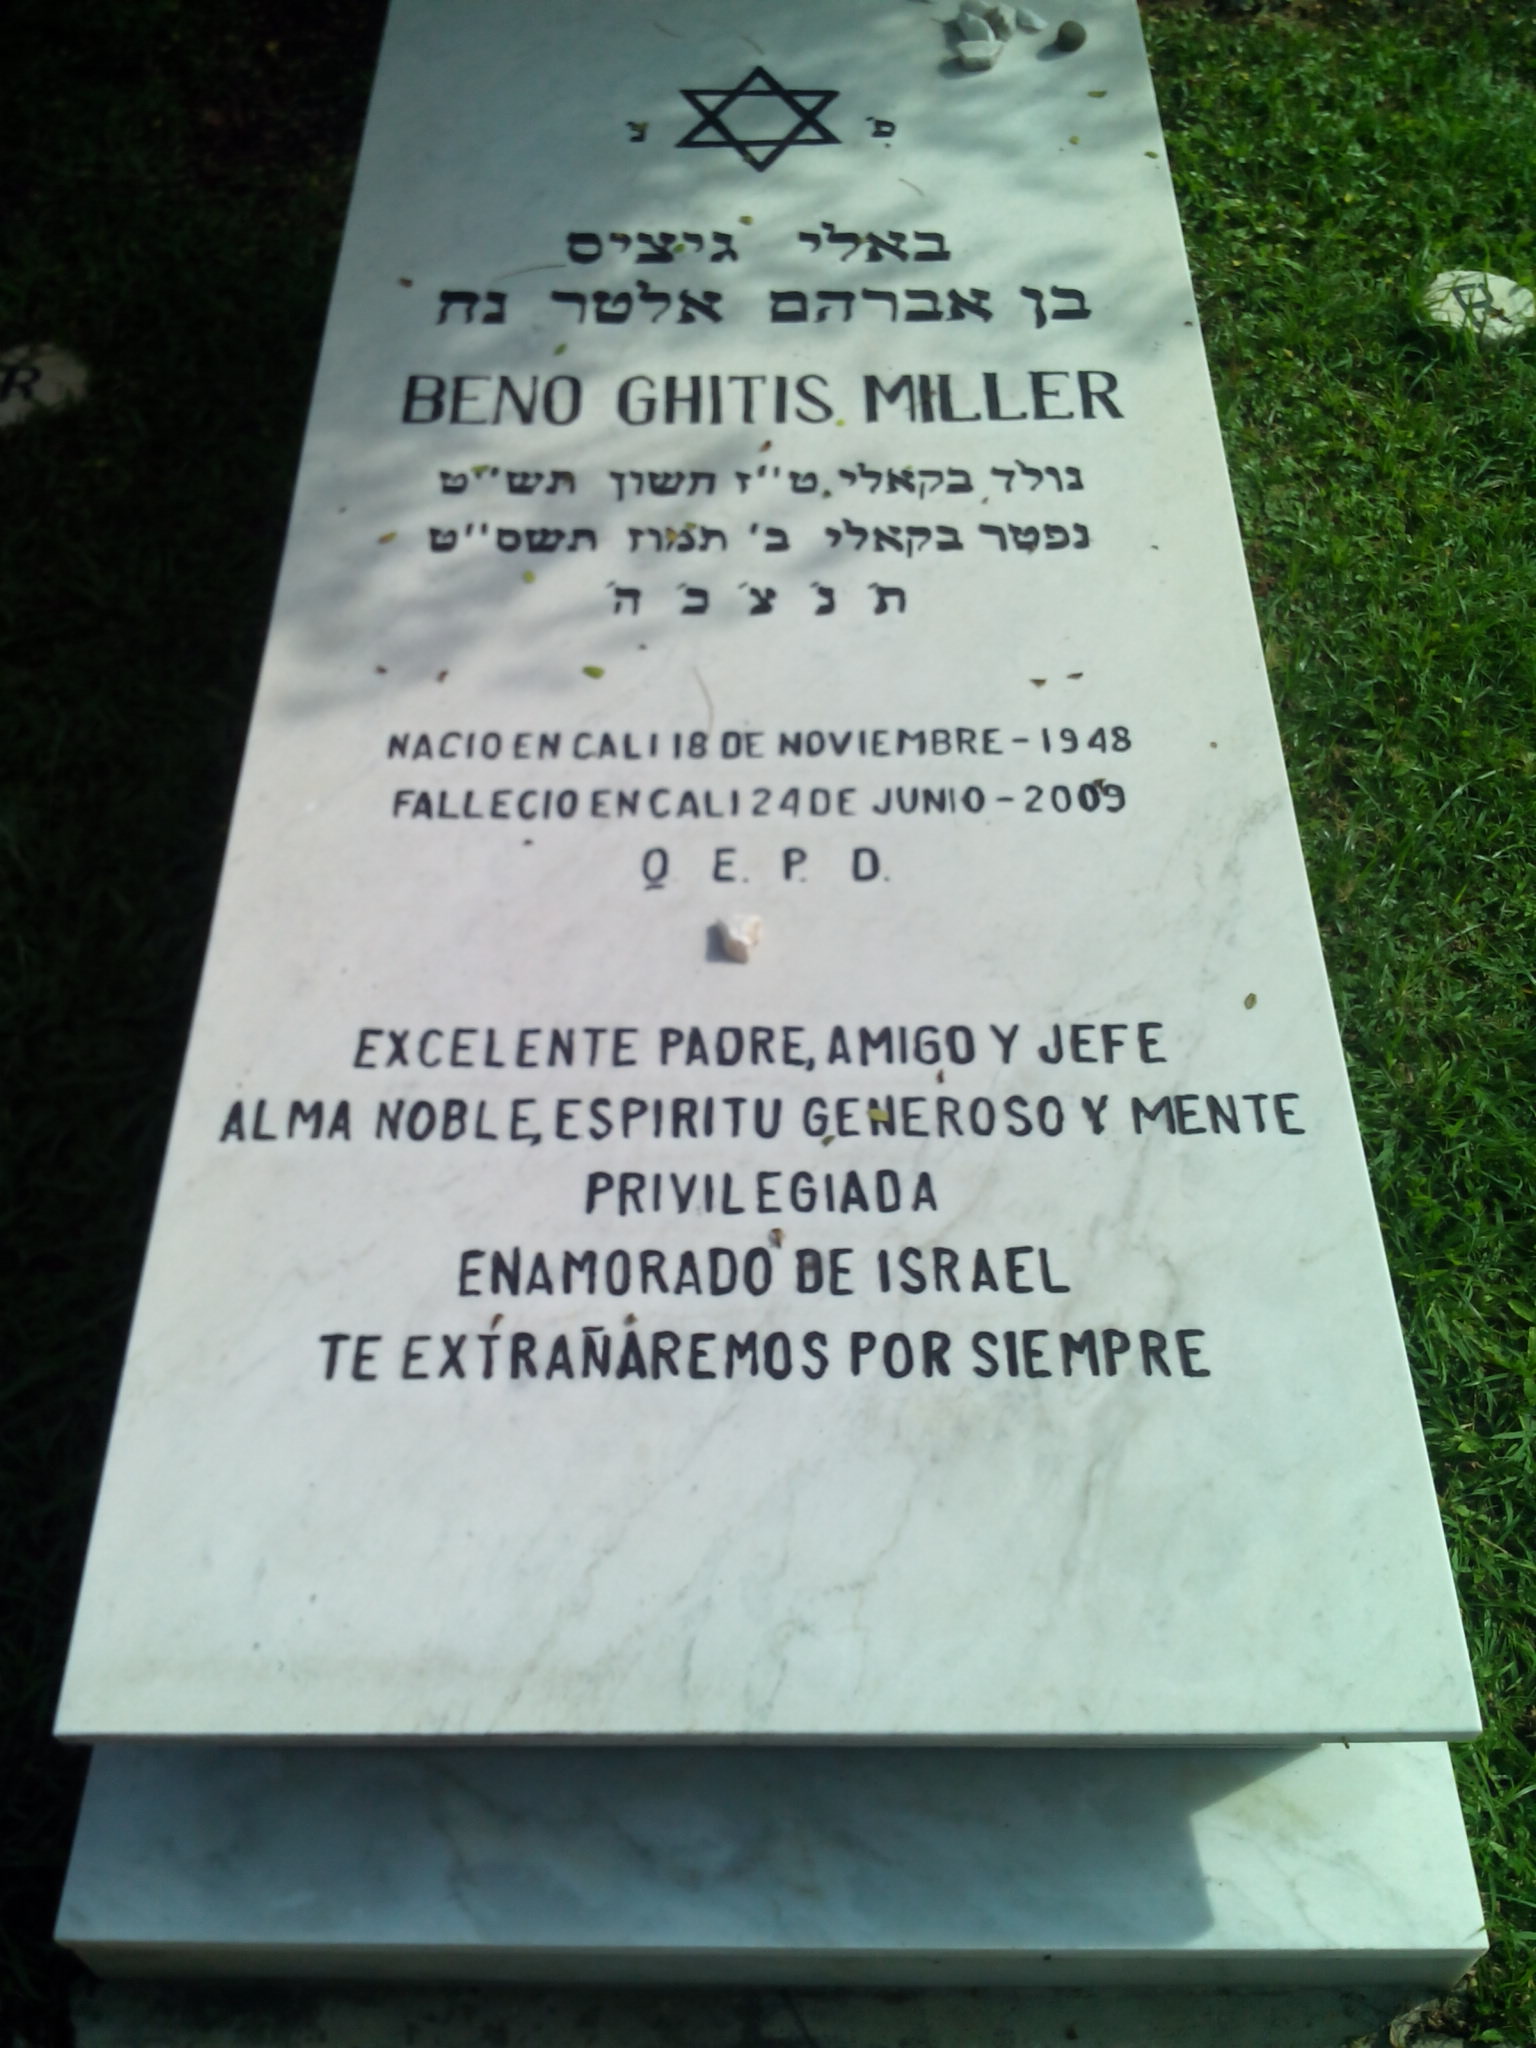 פ' נ
באלי גיציס
בן אברהם אלטר נח
BENO GHITIS MILLER
נולד בקאלי ט"ז חשון תש"ט
נפטר בקאלי ב' תמוז תשס"ט
ת' נ' צ' ב' ה'
NACIO EN CALI 18 DE NOVIEMBRE - 1948
FALLECIO EN CALI 24 DE JUNIO - 2009
Q E. P. D.
EXCELENTE PADRE, AMIGO Y JEFE
ALMA NOBLE, ESPIRITU GENEROSO Y MENTE
PRIVILEGIADA
ENAMORADO DE ISRAEL
TE EXTRAÑAREMOS POR SIEMPRE
R